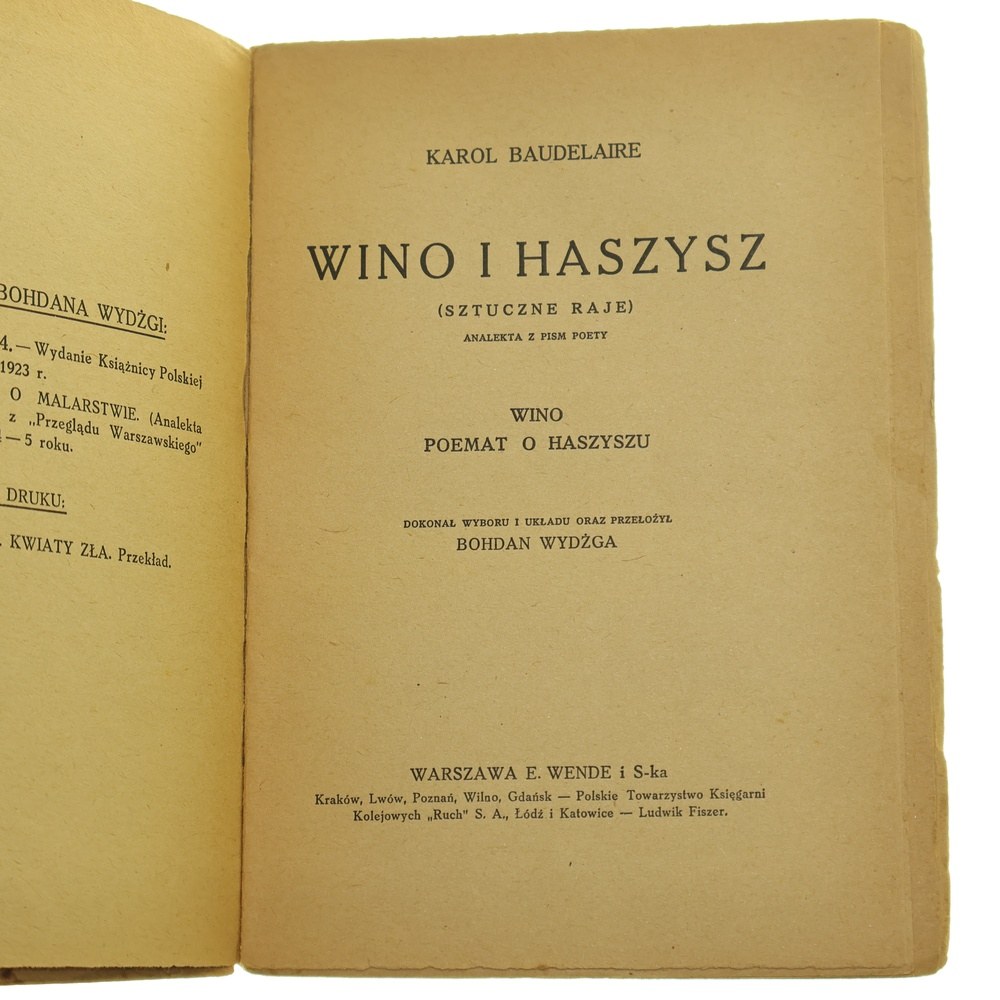 BOHDANA WYDŻGI:
4. — Wydanie Książnicy Polskiej
1923 r.
O MALARSTWIE. (Analekta
z „Przeglądu Warszawskiego"
— 5 roku.
DRUKU:
KWIATY ZŁA. Przekład.
KAROL BAUDELAIRE
WINO I HASZYSZ
(SZTUCZNE RAJE)
ANALEKTA Z PISM POETY
WINO
POEMAT O HASZYSZU
DOKONAŁ WYBORU I UKŁADU ORAZ PRZEŁOŻYŁ
BOHDAN WYDŻGA
WARSZAWA E. WENDE i S-ka
Kraków, Lwów, Poznań, Wilno, Gdańsk — Polskie Towarzystwo Księgarni
Kolejowych „Ruch" S. A., Łódź i Katowice — Ludwik Fiszer.